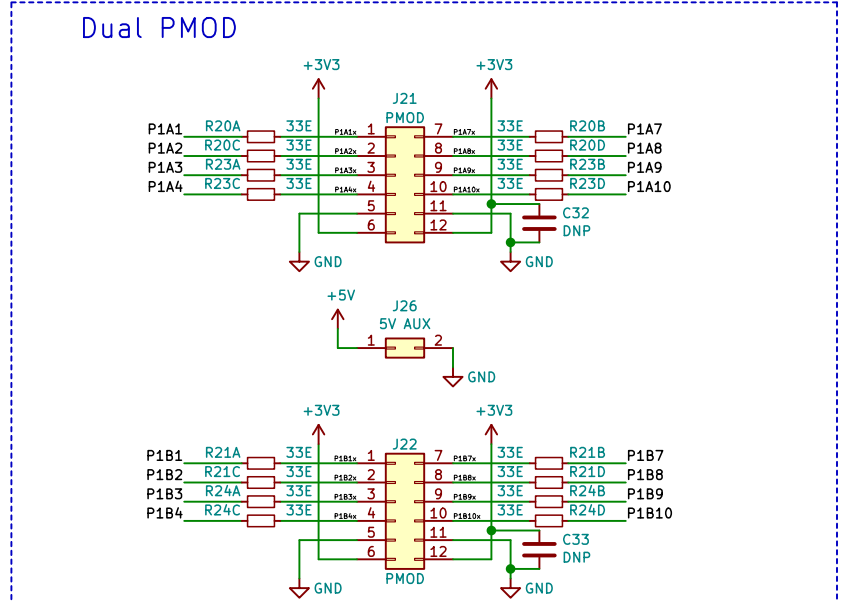 Dual PMOD
+3V3 +3V3
J21
PMOD
P1A1 R20A 33E P1A1x 1 7 P1A7x 33E R20B P1A7
P1A2 R20C 33E P1A2x 2 8 P1A8x 33E R20D P1A8
P1A3 R23A 33E P1A3x 3 9 P1A9x 33E R23B P1A9
P1A4 R23C 33E P1A4x 4 10 P1A10x 33E R23D P1A10
5 11 C32
6 12 DNP
GND GND
+5V J26
5V AUX
1 2
GND
+3V3 +3V3
J22
P1B1 R21A 33E P1B1x 1 7 P1B7x 33E R21B P1B7
P1B2 R21C 33E P1B2x 2 8 P1B8x 33E R21D P1B8
P1B3 R24A 33E P1B3x 3 9 P1B9x 33E R24B P1B9
P1B4 R24C 33E P1B4x 4 10 P1B10x 33E R24D P1B10
5 11 C33
6 12 DNP
PMOD
GND GND